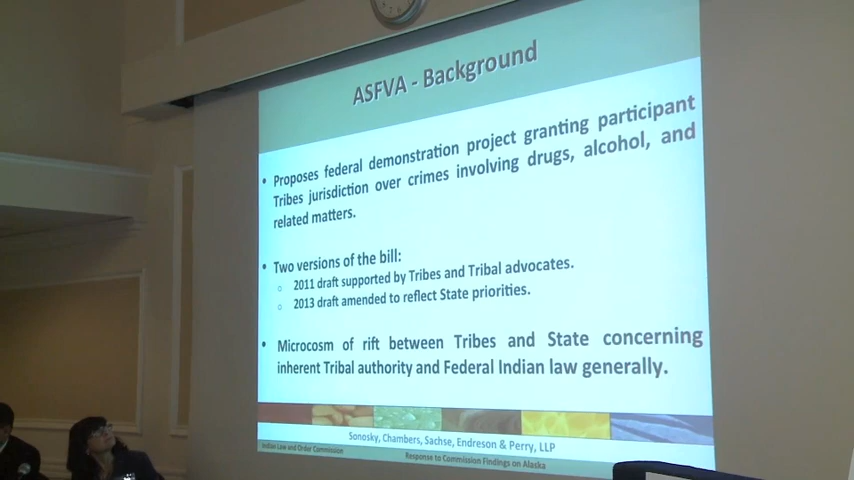 ASFVA - Background
• Proposes federal demonstration project granting participant
Tribes jurisdiction over crimes involving drugs, alcohol, and
related matters.
• Two versions of the bill:
○ 2011 draft supported by Tribes and Tribal advocates.
○ 2013 draft amended to reflect State priorities.
• Microcosm of rift between Tribes and State concerning
inherent Tribal authority and Federal Indian law generally.
Sonosky, Chambers, Sachse, Endreson & Perry, LLP
Indian Law and Order Commission
Response to Commission Findings on Alaska